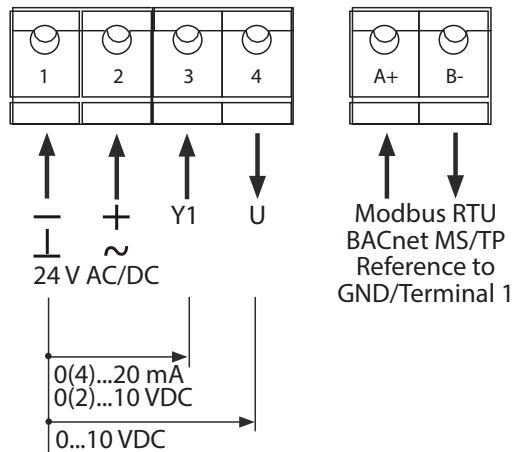 1 2 3 4 A+ B-
− + Y1 U
⊥ ~
24 V AC/DC
Modbus RTU
BACnet MS/TP
Reference to
GND/Terminal 1
0(4)...20 mA
0(2)...10 VDC
0...10 VDC